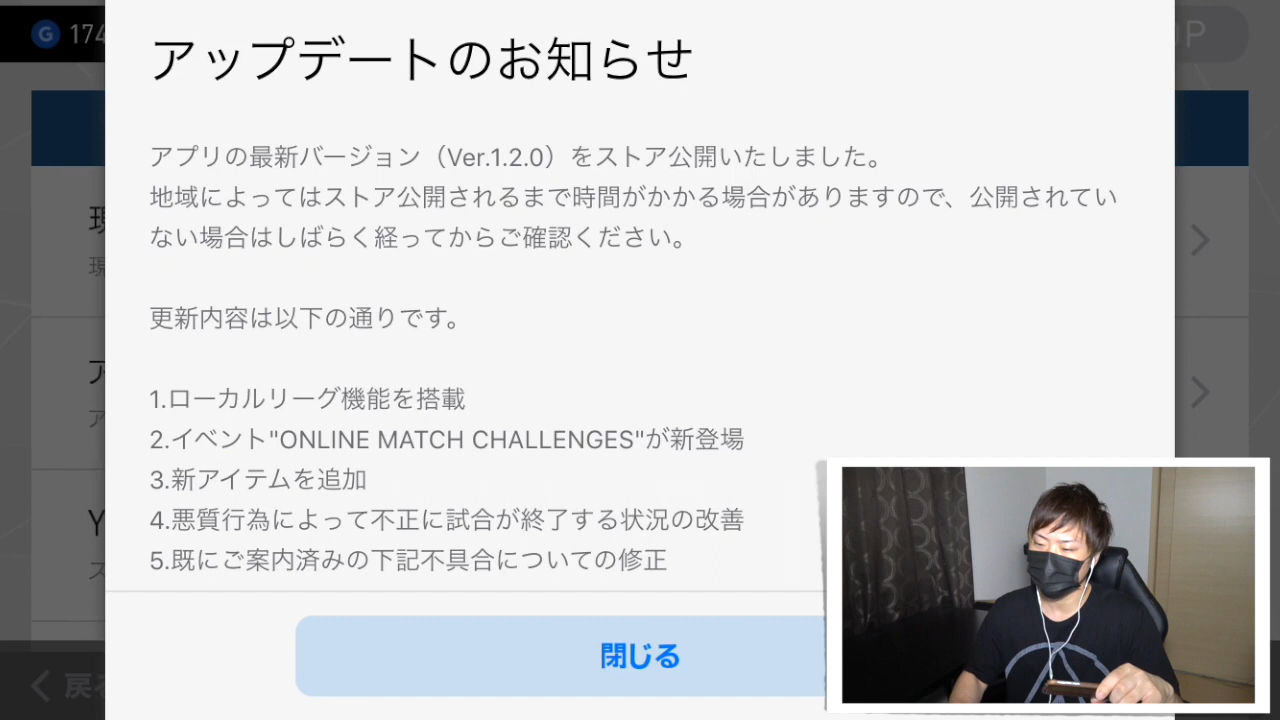 アップデートのお知らせ
アプリの最新バージョン（Ver.1.2.0）をストア公開いたしました。
地域によってはストア公開されるまで時間がかかる場合がありますので、公開されてい
ない場合はしばらく経ってからご確認ください。
更新内容は以下の通りです。
1.ローカルリーグ機能を搭載
2.イベント"ONLINE MATCH CHALLENGES"が新登場
3.新アイテムを追加
4.悪質行為によって不正に試合が終了する状況の改善
5.既にご案内済みの下記不具合についての修正
閉じる
G 174
現
現
ア
ア
Y
ス
戻る